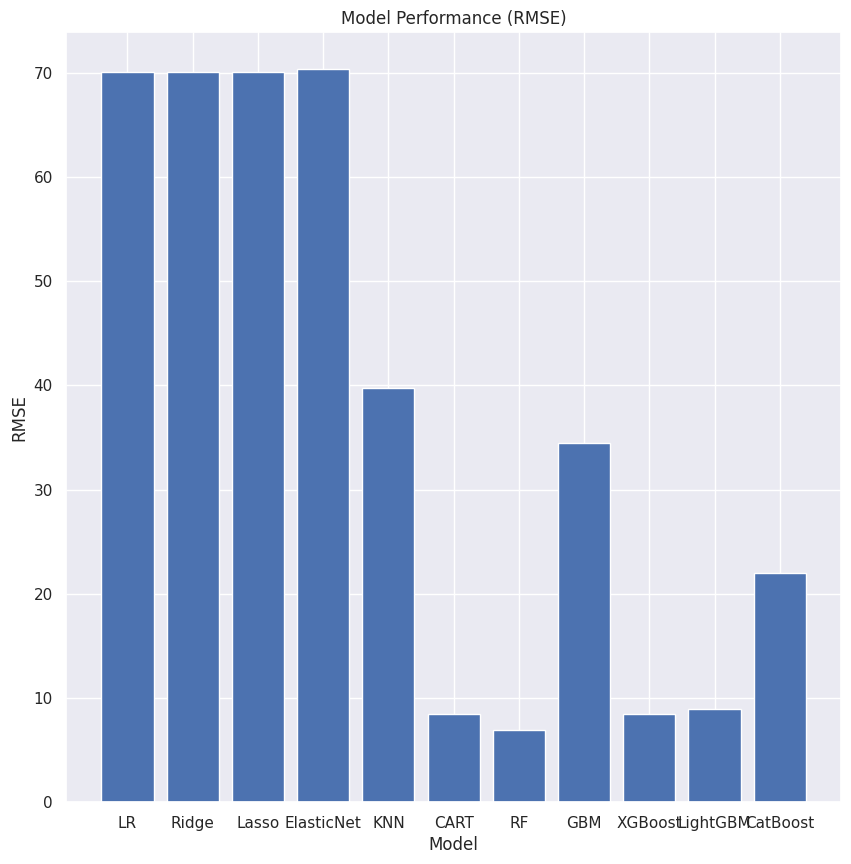 Model Performance (RMSE)
RMSE
70
60
50
40
30
20
10
0
LR Ridge Lasso ElasticNet KNN CART RF GBM XGBoost LightGBM CatBoost
Model